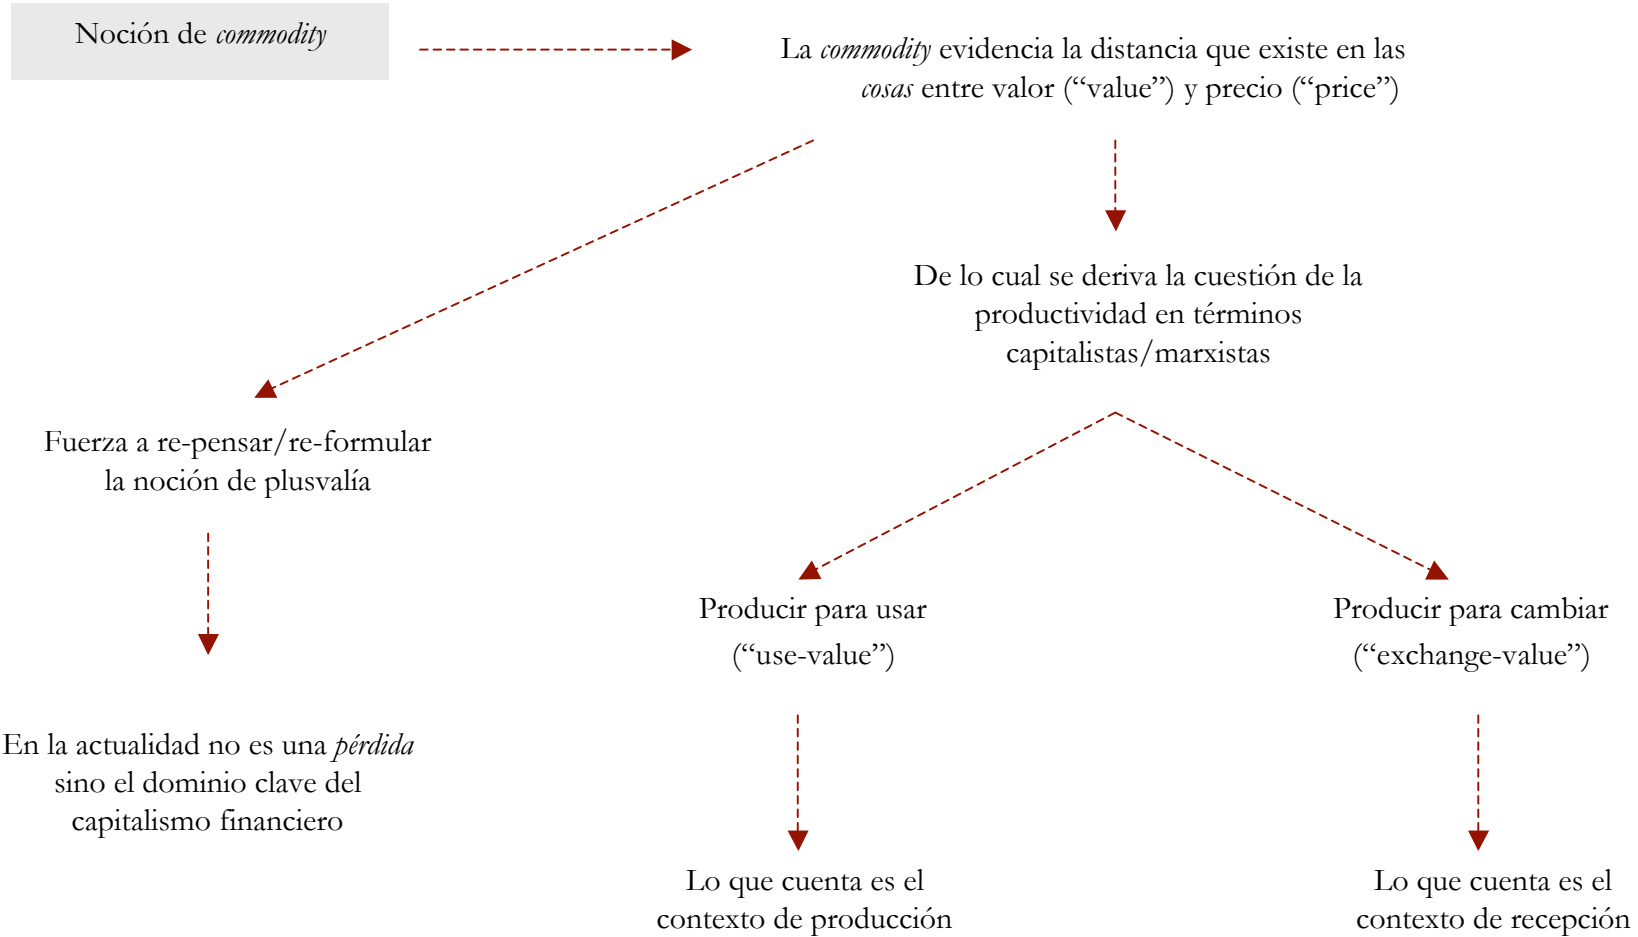 Noción de commodity
La commodity evidencia la distancia que existe en las
cosas entre valor (“value”) y precio (“price”)
De lo cual se deriva la cuestión de la
productividad en términos
capitalistas/marxistas
Fuerza a re-pensar/re-formular
la noción de plusvalía
Producir para usar
(“use-value”)
Producir para cambiar
(“exchange-value”)
En la actualidad no es una pérdida
sino el dominio clave del
capitalismo financiero
Lo que cuenta es el
contexto de producción
Lo que cuenta es el
contexto de recepción